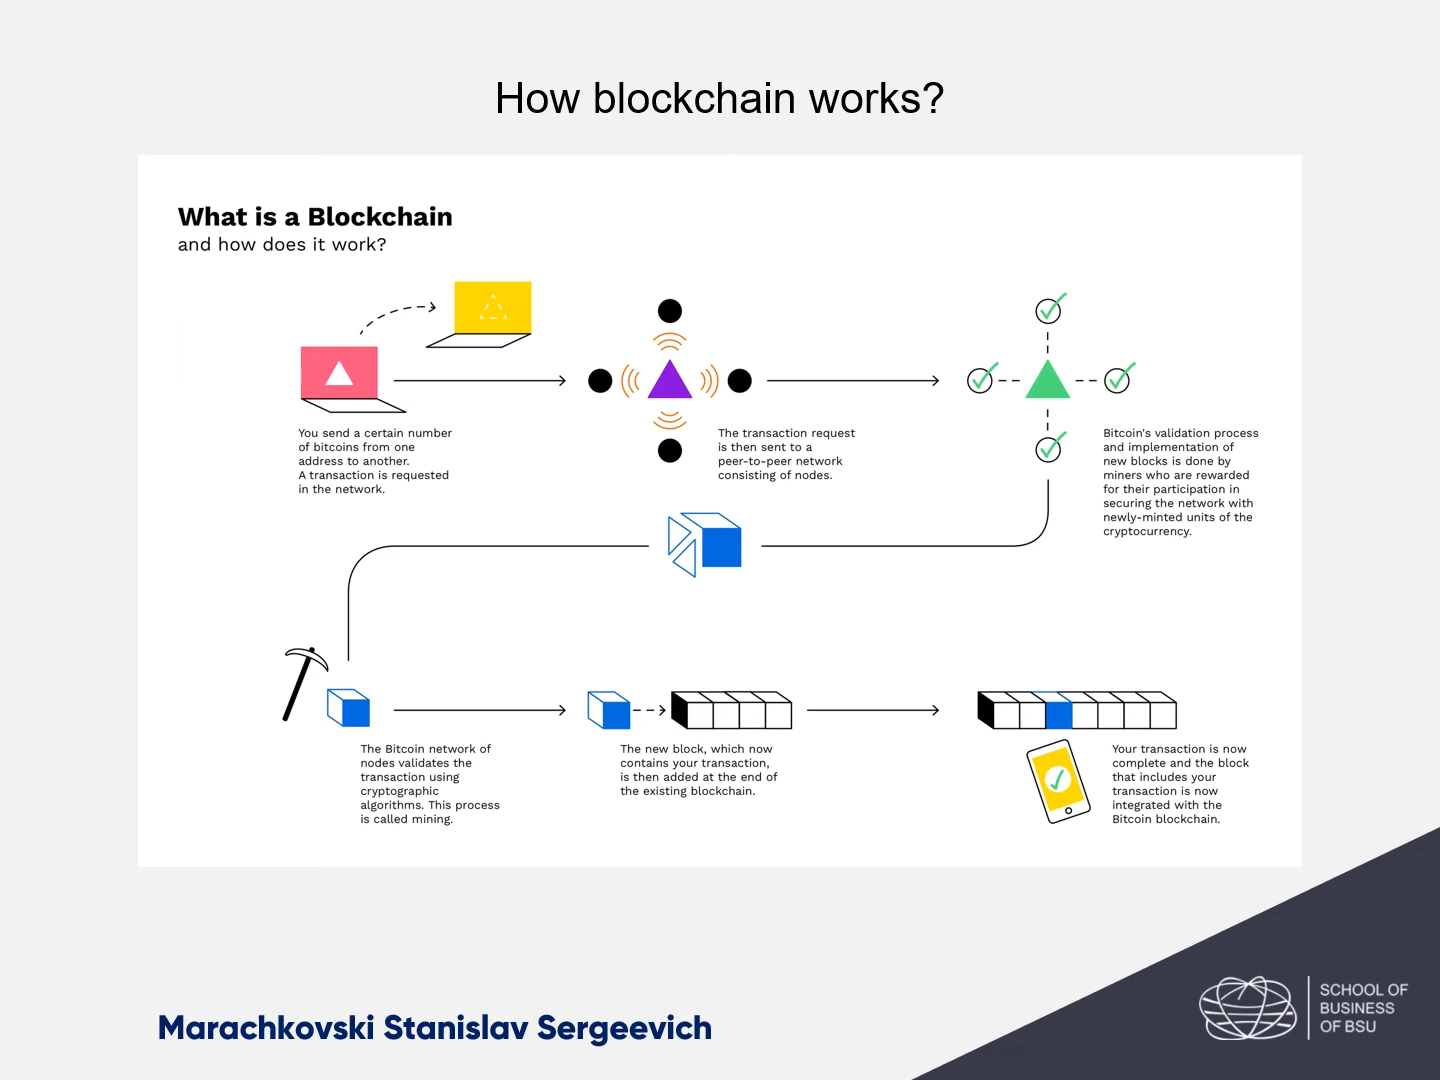 How blockchain works?
What is a Blockchain
and how does it work?
You send a certain number
of bitcoins from one
address to another.
A transaction is requested
in the network.
The transaction request
is then sent to a
peer-to-peer network
consisting of nodes.
Bitcoin's validation process
and implementation of
new blocks is done by
miners who are rewarded
for their participation in
securing the network with
newly-minted units of the
cryptocurrency.
The Bitcoin network of
nodes validates the
transaction using
cryptographic
algorithms. This process
is called mining.
The new block, which now
contains your transaction,
is then added at the end of
the existing blockchain.
Your transaction is now
complete and the block
that includes your
transaction is now
integrated with the
Bitcoin blockchain.
Marachkovski Stanislav Sergeevich
SCHOOL OF
BUSINESS
OF BSU